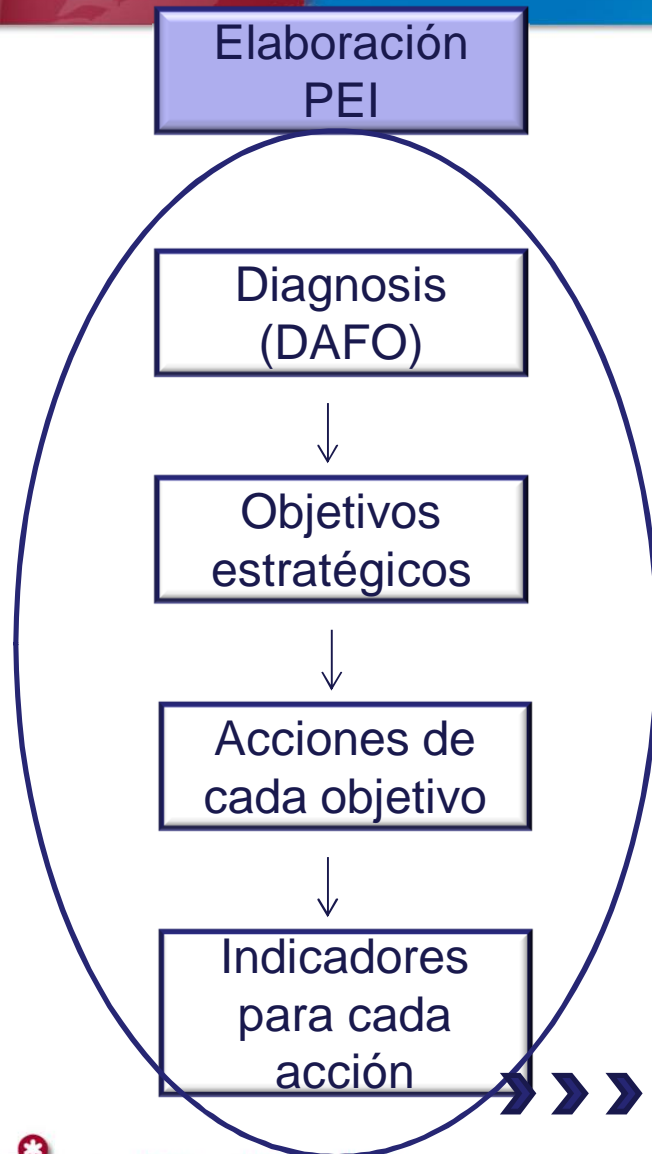 Elaboración
PEI
Diagnosis
(DAFO)
Objetivos
estratégicos
Acciones de
cada objetivo
Indicadores
para cada
acción